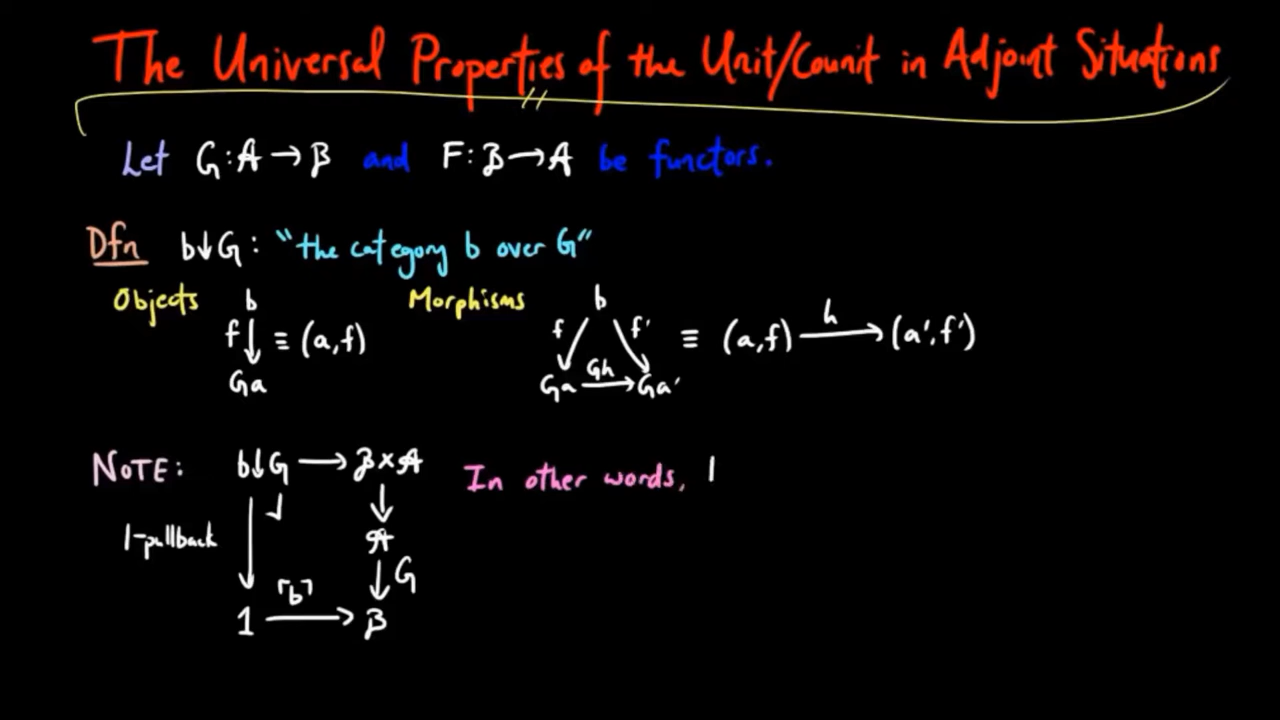 The Universal Properties of the Unit/Counit in Adjoint Situations
Let G: A → B and F: B → A be functors.
Dfn b↓G: "the category b over G"
Objects b Morphisms b
f ↓ ≡ (a,f) f f' ≡ (a,f) h→ (a',f')
Ga Ga Gh→ Ga'
NOTE: b↓G → B×A In other words, |
1-pullback A
G
1 ⌜b⌝→ B